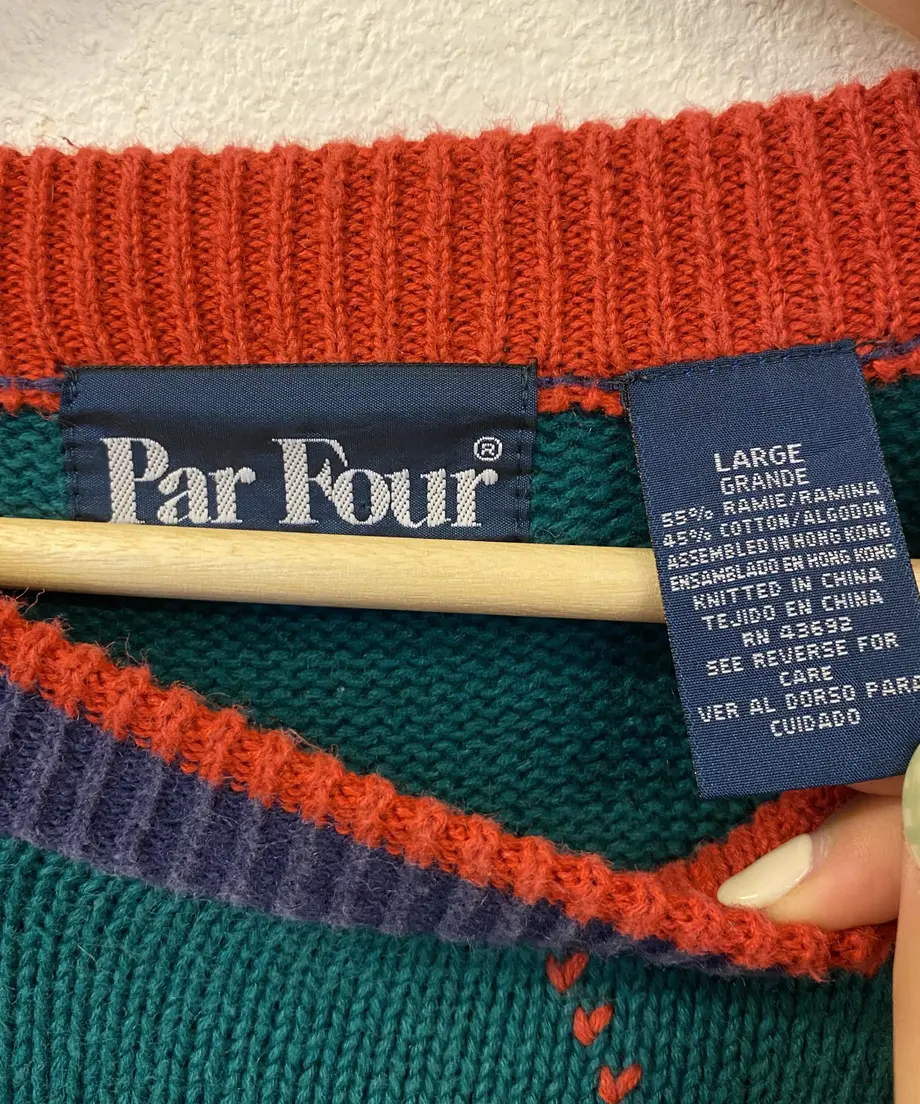 Par Four®
LARGE
GRANDE
55% RAMIE/RAMINA
45% COTTON/ALGODON
ASSEMBLED IN HONG KONG
ENSAMBLADO EN HONG KONG
KNITTED IN CHINA
TEJIDO EN CHINA
RN 43692
SEE REVERSE FOR
CARE
VER AL DORSO PARE
CUIDADO